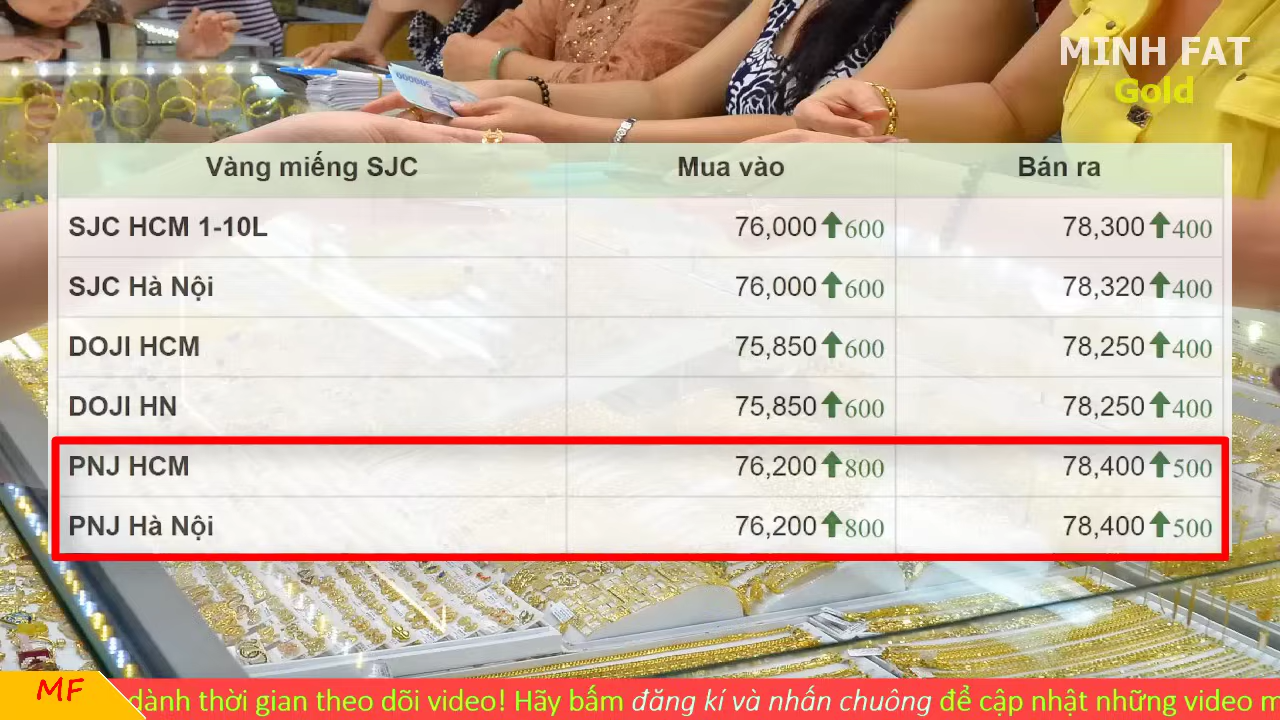 MINH FAT
Gold
Vàng miếng SJC Mua vào Bán ra
SJC HCM 1-10L 76,000 600 78,300 400
SJC Hà Nội 76,000 600 78,320 400
DOJI HCM 75,850 600 78,250 400
DOJI HN 75,850 600 78,250 400
PNJ HCM 76,200 800 78,400 500
PNJ Hà Nội 76,200 800 78,400 500
MF dành thời gian theo dõi video! Hãy bấm đăng kí và nhấn chuông để cập nhật những video